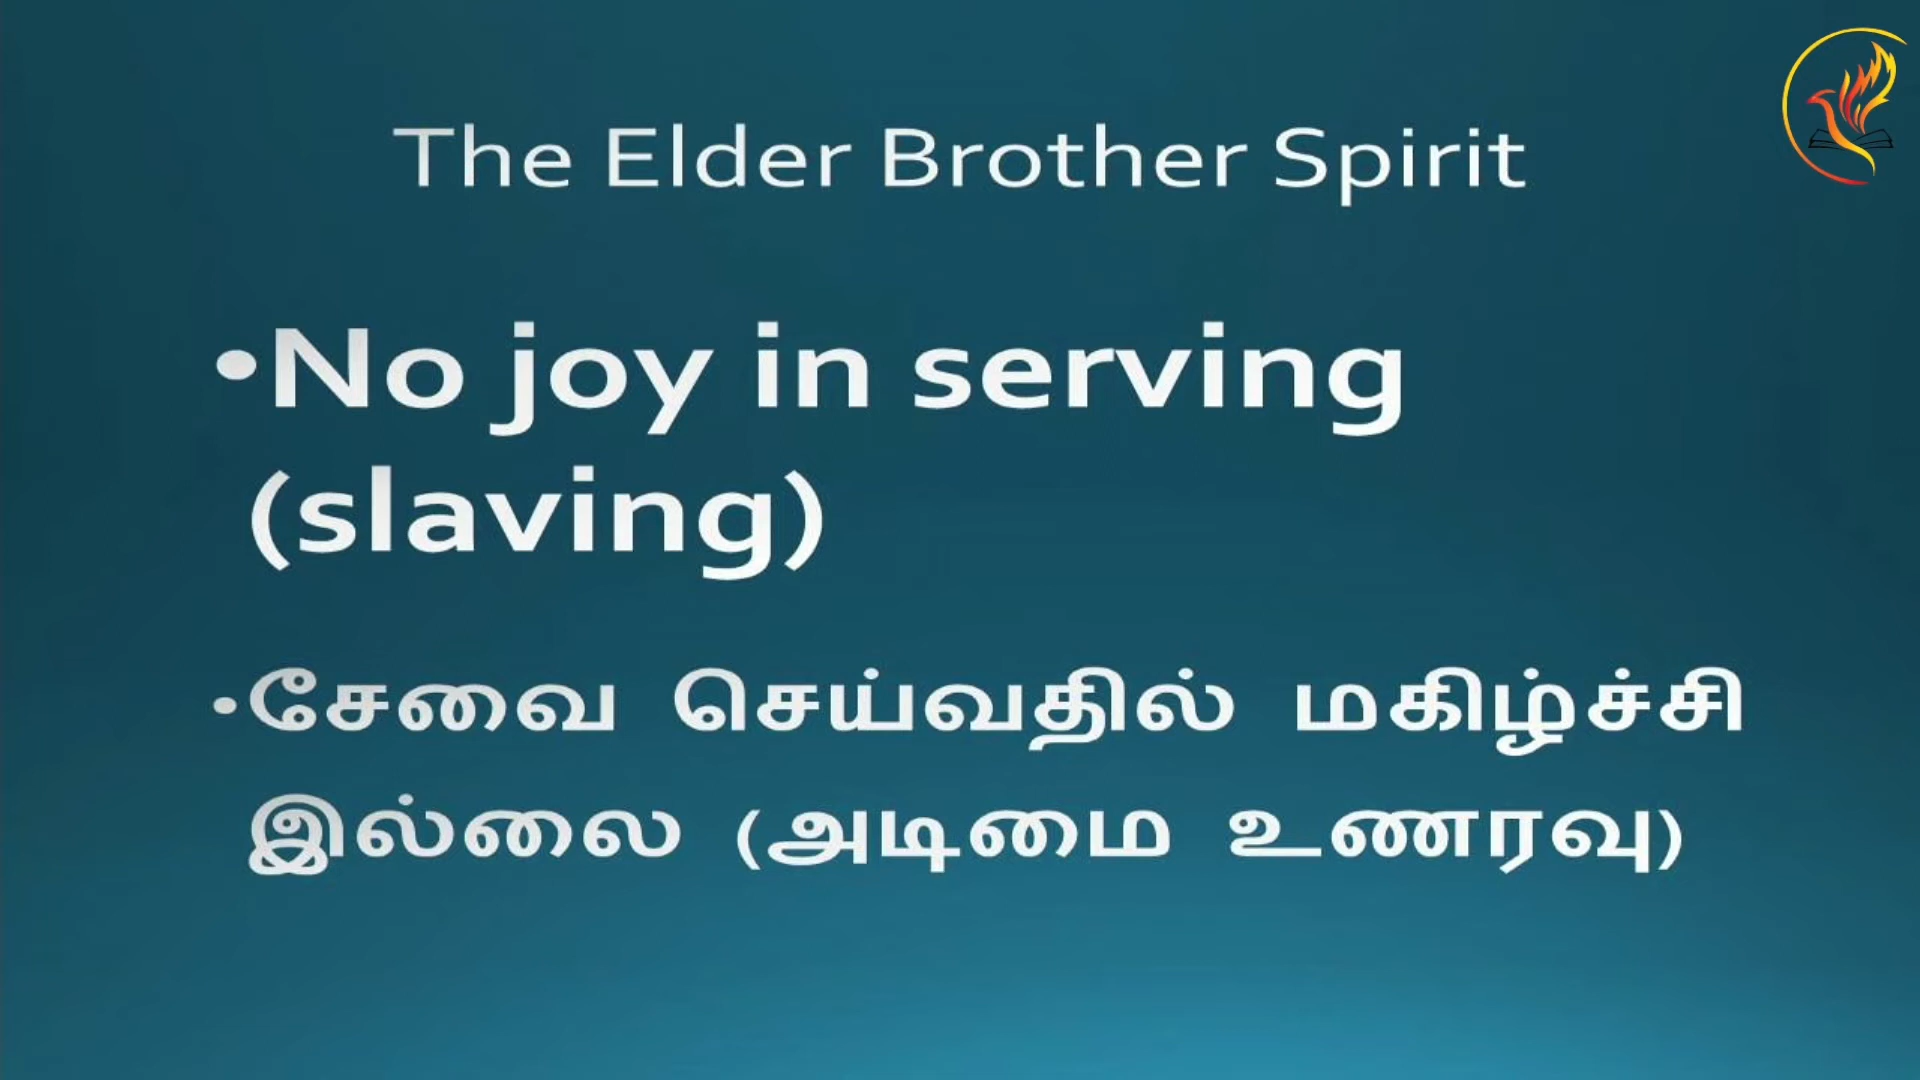 The Elder Brother Spirit
•No joy in serving
(slaving)
•சேவை செய்வதில் மகிழ்ச்சி
இல்லை (அடிமை உணரவு)